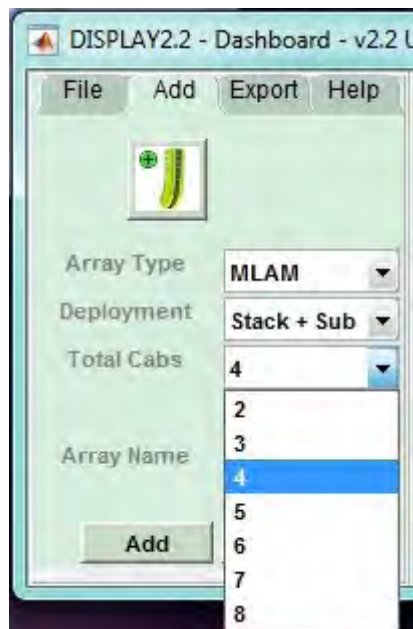 DISPLAY2.2 - Dashboard - v2.2 U
File Add Export Help
Array Type MLAM
Deployment Stack + Sub
Total Cabs 4
2
3
4
Array Name
5
6
Add
7
8